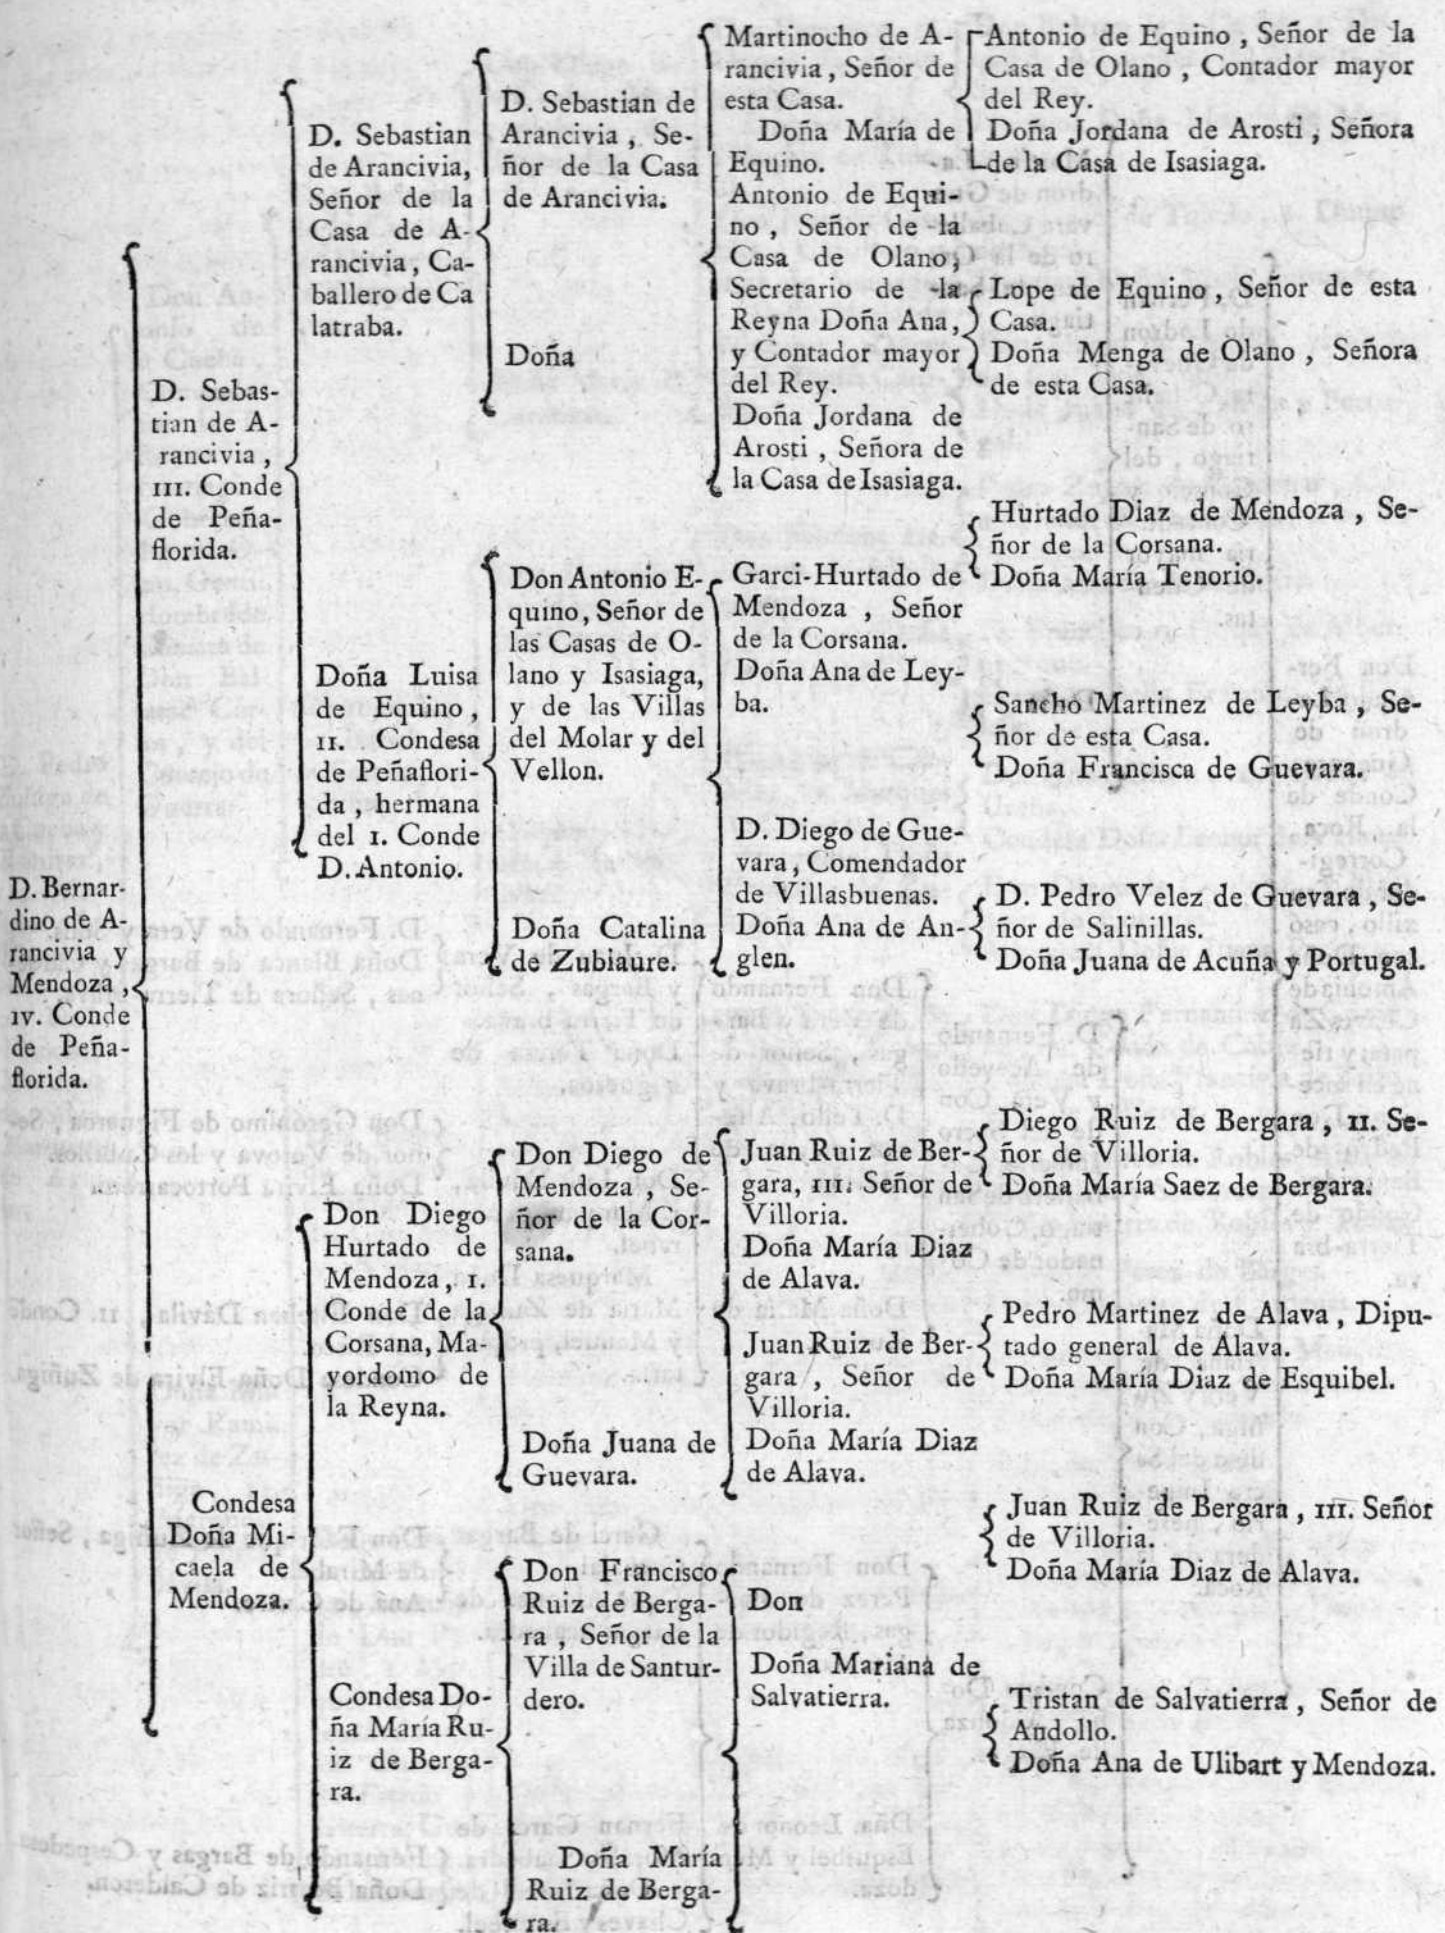 D. Bernar-
dino de A-
rancivia y
Mendoza,
IV. Conde
de Peña-
florida.
D. Sebas-
tian de A-
rancivia,
III. Conde
de Peña-
florida.
Condesa
Doña Mi-
caela de
Mendoza.
D. Sebastian
de Arancivia,
Señor de la
Casa de A-
rancivia, Ca-
ballero de Ca
latraba.
Doña Luisa
de Equino,
II. Condesa
de Peñaflori-
da, hermana
del I. Conde
D. Antonio.
Don Diego
Hurtado de
Mendoza, I.
Conde de la
Corsana, Ma-
yordomo de
la Reyna.
Condesa Do-
ña María Ru-
iz de Berga-
ra.
D. Sebastian de
Arancivia, Se-
ñor de la Casa
de Arancivia.
Doña
Don Antonio E-
quino, Señor de
las Casas de O-
lano y Isasiaga,
y de las Villas
del Molar y del
Vellon.
Doña Catalina
de Zubiaure.
Don Diego de
Mendoza, Se-
ñor de la Cor-
sana.
Doña Juana de
Guevara.
Don Francisco
Ruiz de Berga-
ra, Señor de la
Villa de Santur-
dero.
Doña María
Ruiz de Berga-
ra.
Martinocho de A-
rancivia, Señor de
esta Casa.
Doña María de
Equino.
Antonio de Equi-
no, Señor de la
Casa de Olano,
Secretario de la
Reyna Doña Ana,
y Contador mayor
del Rey.
Doña Jordana de
Arosti, Señora de
la Casa de Isasiaga.
Garci-Hurtado de
Mendoza, Señor
de la Corsana.
Doña Ana de Ley-
ba.
D. Diego de Gue-
vara, Comendador
de Villasbuenas.
Doña Ana de An-
glen.
Juan Ruiz de Ber-
gara, III. Señor de
Villoria.
Doña María Diaz
de Alava.
Juan Ruiz de Ber-
gara, Señor de
Villoria.
Doña María Diaz
de Alava.
Don
Doña Mariana de
Salvatierra.
Antonio de Equino, Señor de la
Casa de Olano, Contador mayor
del Rey.
Doña Jordana de Arosti, Señora
de la Casa de Isasiaga.
Lope de Equino, Señor de esta
Casa.
Doña Menga de Olano, Señora
de esta Casa.
Hurtado Diaz de Mendoza, Se-
ñor de la Corsana.
Doña María Tenorio.
Sancho Martinez de Leyba, Se-
ñor de esta Casa.
Doña Francisca de Guevara.
D. Pedro Velez de Guevara, Se-
ñor de Salinillas.
Doña Juana de Acuña y Portugal.
Diego Ruiz de Bergara, II. Se-
ñor de Villoria.
Doña María Saez de Bergara.
Pedro Martinez de Alava, Dipu-
tado general de Alava.
Doña María Diaz de Esquibel.
Juan Ruiz de Bergara, III. Señor
de Villoria.
Doña María Diaz de Alava.
Tristan de Salvatierra, Señor de
Andollo.
Doña Ana de Ulibart y Mendoza.